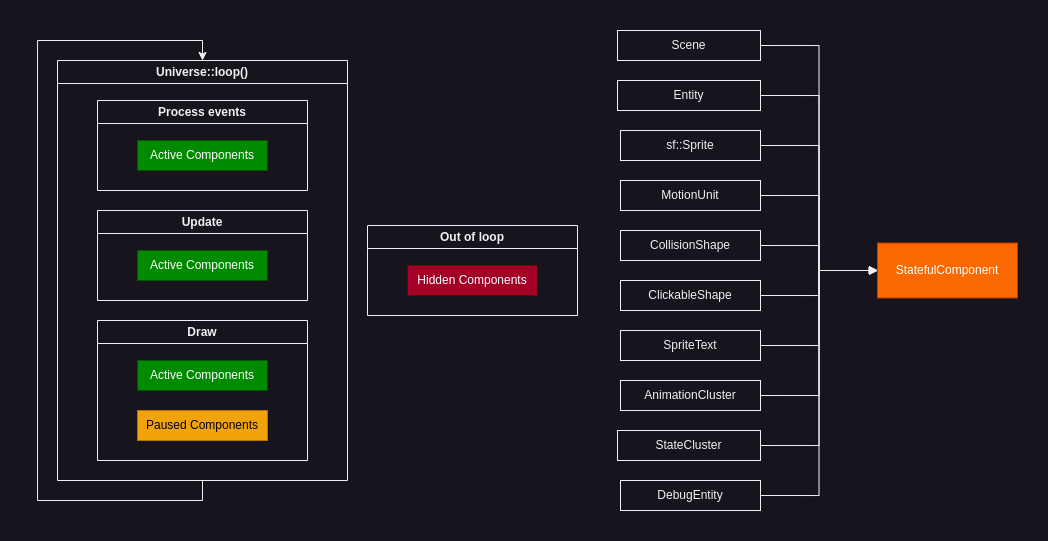 Universe::loop()
Process events
Active Components
Update
Active Components
Draw
Active Components
Paused Components
Out of loop
Hidden Components
Scene
Entity
sf::Sprite
MotionUnit
CollisionShape
ClickableShape
SpriteText
AnimationCluster
StateCluster
DebugEntity
StatefulComponent